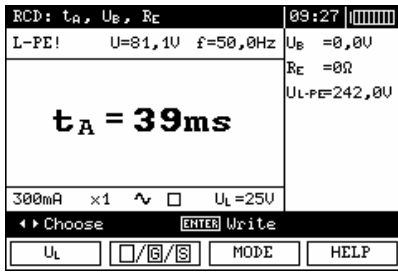 RCD: tA, UB, RE 09:27
L-PE! U=81,1V f=50,0Hz
UB =0,0V
RE =0Ω
UL-PE=242,0V
tA = 39ms
300mA x1 ∿ □ UL=25V
Choose ENTER Write
UL □/G/S MODE HELP